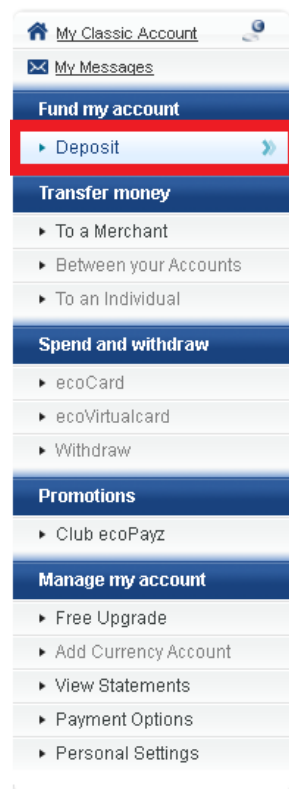 My Classic Account
My Messages
Fund my account
Deposit
Transfer money
To a Merchant
Between your Accounts
To an Individual
Spend and withdraw
ecoCard
ecoVirtualcard
Withdraw
Promotions
Club ecoPayz
Manage my account
Free Upgrade
Add Currency Account
View Statements
Payment Options
Personal Settings